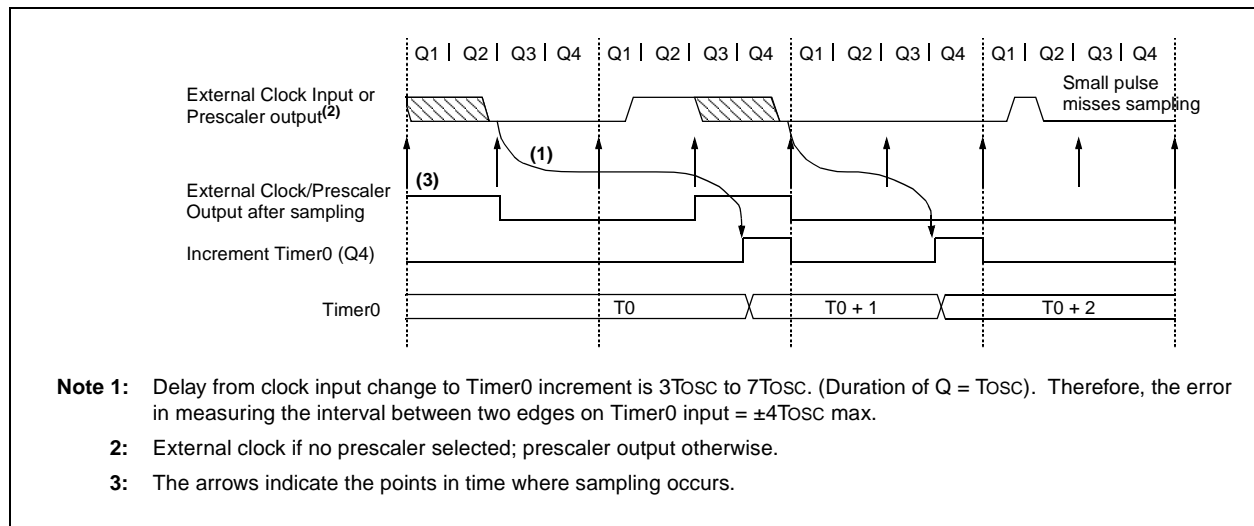 Q1 | Q2 | Q3 | Q4 Q1 | Q2 | Q3 | Q4 Q1 | Q2 | Q3 | Q4 Q1 | Q2 | Q3 | Q4
External Clock Input or
Prescaler output(2)
Small pulse
misses sampling
(1)
(3)
External Clock/Prescaler
Output after sampling
Increment Timer0 (Q4)
Timer0
T0 T0 + 1 T0 + 2
Note 1: Delay from clock input change to Timer0 increment is 3TOSC to 7TOSC. (Duration of Q = TOSC). Therefore, the error
in measuring the interval between two edges on Timer0 input = ±4TOSC max.
2: External clock if no prescaler selected; prescaler output otherwise.
3: The arrows indicate the points in time where sampling occurs.